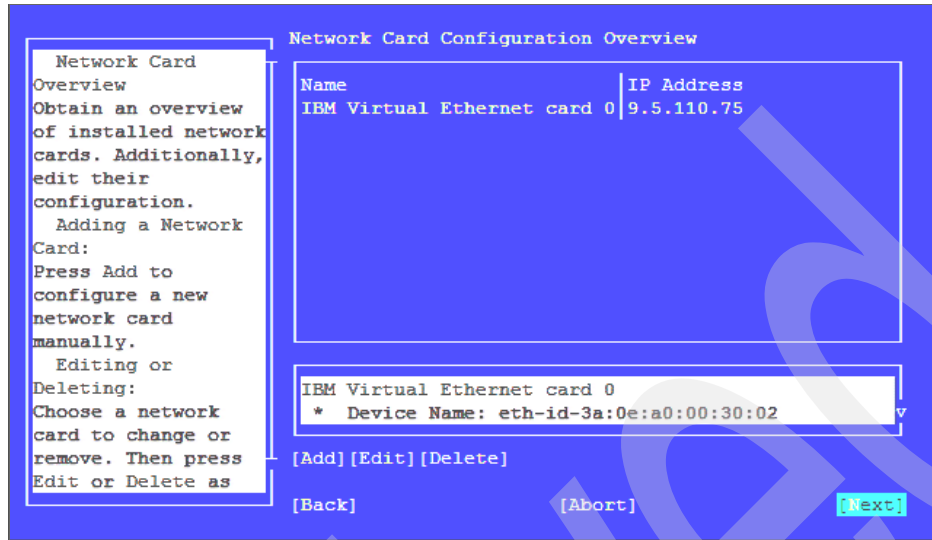 Network Card Configuration Overview
Network Card
Overview
Obtain an overview
of installed network
cards. Additionally,
edit their
configuration.
Adding a Network
Card:
Press Add to
configure a new
network card
manually.
Editing or
Deleting:
Choose a network
card to change or
remove. Then press
Edit or Delete as
Name IP Address
IBM Virtual Ethernet card 0 9.5.110.75
IBM Virtual Ethernet card 0
* Device Name: eth-id-3a:0e:a0:00:30:02 v
[Add][Edit][Delete]
[Back] [Abort] [Next]